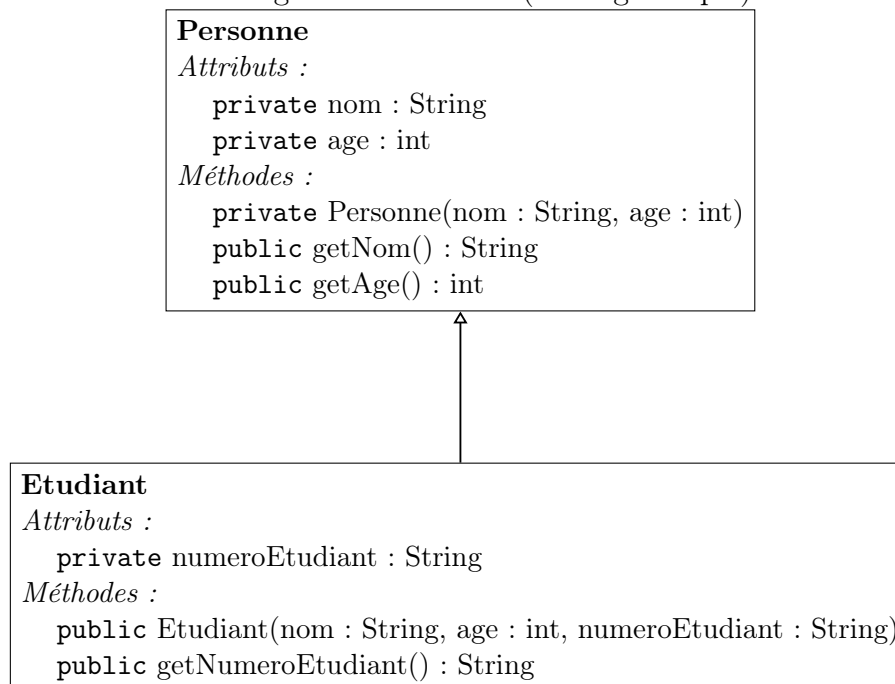 Personne
Attributs :
private nom : String
private age : int
Méthodes :
private Personne(nom : String, age : int)
public getNom() : String
public getAge() : int
Etudiant
Attributs :
private numeroEtudiant : String
Méthodes :
public Etudiant(nom : String, age : int, numeroEtudiant : String)
public getNumeroEtudiant() : String